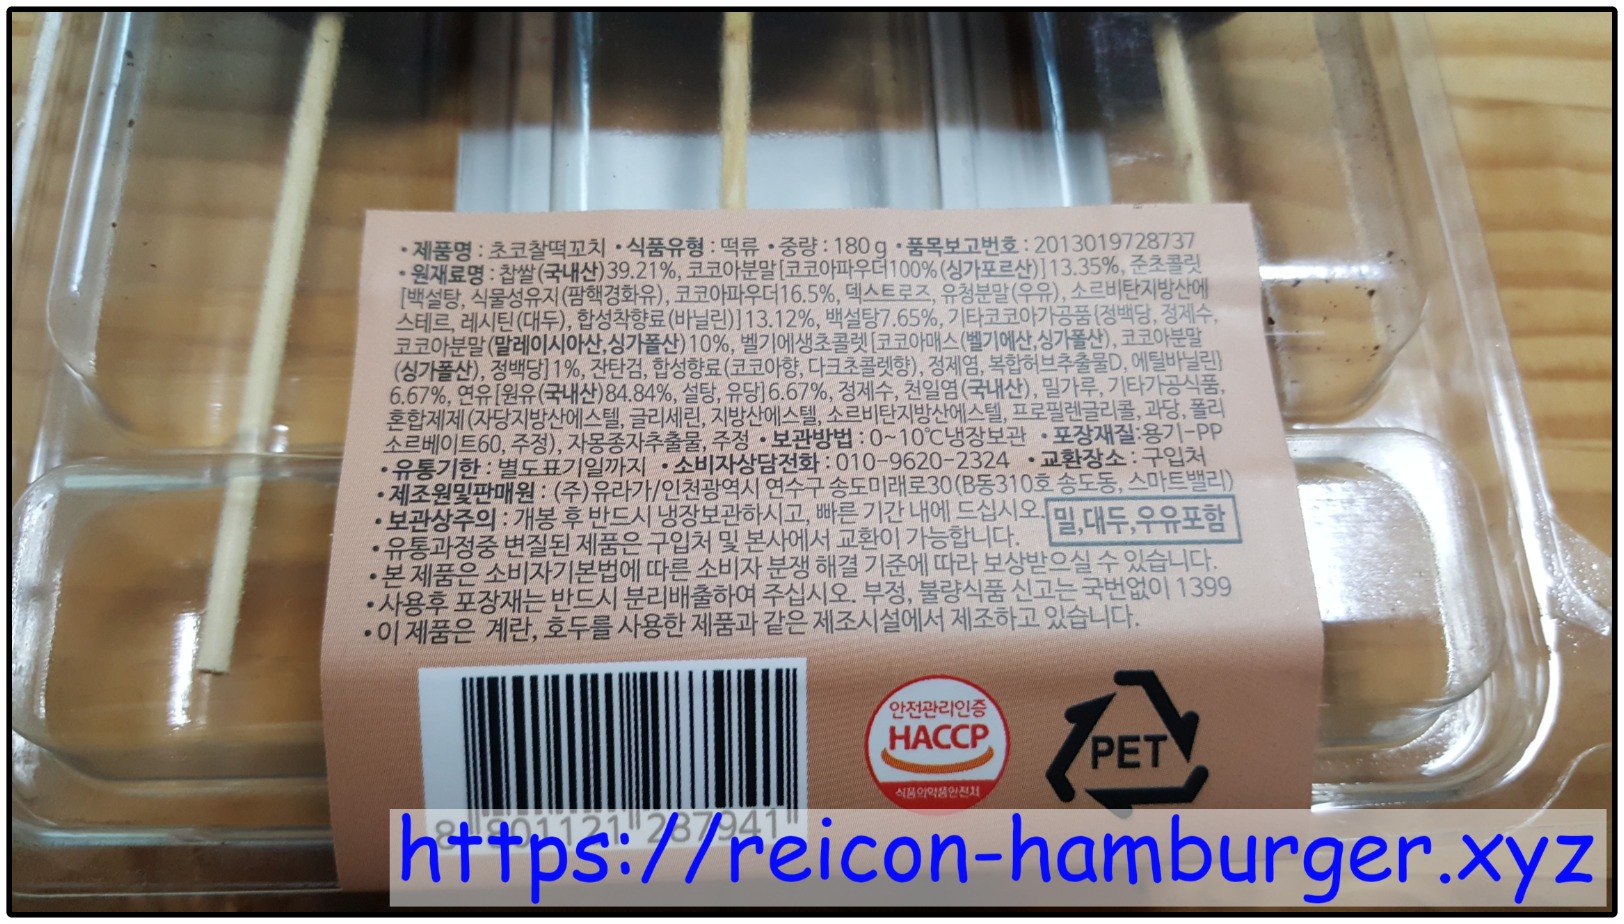 • 제품명 : 초코찰떡꼬치 • 식품유형 : 떡류 • 중량 : 180g • 품목보고번호 : 2013019728737
• 원재료명 : 찹쌀(국내산)39.21%, 코코아분말[코코아파우더100%(싱가포르산)]13.35%, 준초콜릿
[백설탕, 식물성유지(팜핵경화유), 코코아파우더16.5%, 덱스트로즈, 유청분말(우유), 소르비탄지방산에
스테르, 레시틴(대두), 합성착향료(바닐린)]13.12%, 백설탕7.65%, 기타코코아가공품{정백당, 정제수,
코코아분말(말레이시아산,싱가폴산)10%, 벨기에생초콜렛[코코아매스(벨기에산,싱가폴산), 코코아분말
(싱가폴산), 정백당]1%, 잔탄검, 합성향료(코코아향, 다크초콜렛향), 정제염, 복합허브추출물D, 에틸바닐린}
6.67%, 연유[원유(국내산)84.84%, 설탕, 유당]6.67%, 정제수, 천일염(국내산), 밀가루, 기타가공식품,
혼합제제(자당지방산에스텔, 글리세린, 지방산에스텔, 소르비탄지방산에스텔, 프로필렌글리콜, 과당, 폴리
소르베이트60, 주정), 자몽종자추출물, 주정 • 보관방법 : 0~10℃냉장보관 • 포장재질:용기-PP
• 유통기한 : 별도표기일까지 • 소비자상담전화 : 010-9620-2324 • 교환장소 : 구입처
• 제조원및판매원 : (주)유라가/인천광역시 연수구 송도미래로30(B동310호 송도동, 스마트밸리)
• 보관상주의 : 개봉 후 반드시 냉장보관하시고, 빠른 기간 내에 드십시오. 밀,대두,우유포함
• 유통과정중 변질된 제품은 구입처 및 본사에서 교환이 가능합니다.
• 본 제품은 소비자기본법에 따른 소비자 분쟁 해결 기준에 따라 보상받으실 수 있습니다.
• 사용후 포장재는 반드시 분리배출하여 주십시오. 부정, 불량식품 신고는 국번없이 1399
• 이 제품은 계란, 호두를 사용한 제품과 같은 제조시설에서 제조하고 있습니다.
안전관리인증
HACCP
식품의약품안전처
PET
8 801121 287941
https://reicon-hamburger.xyz